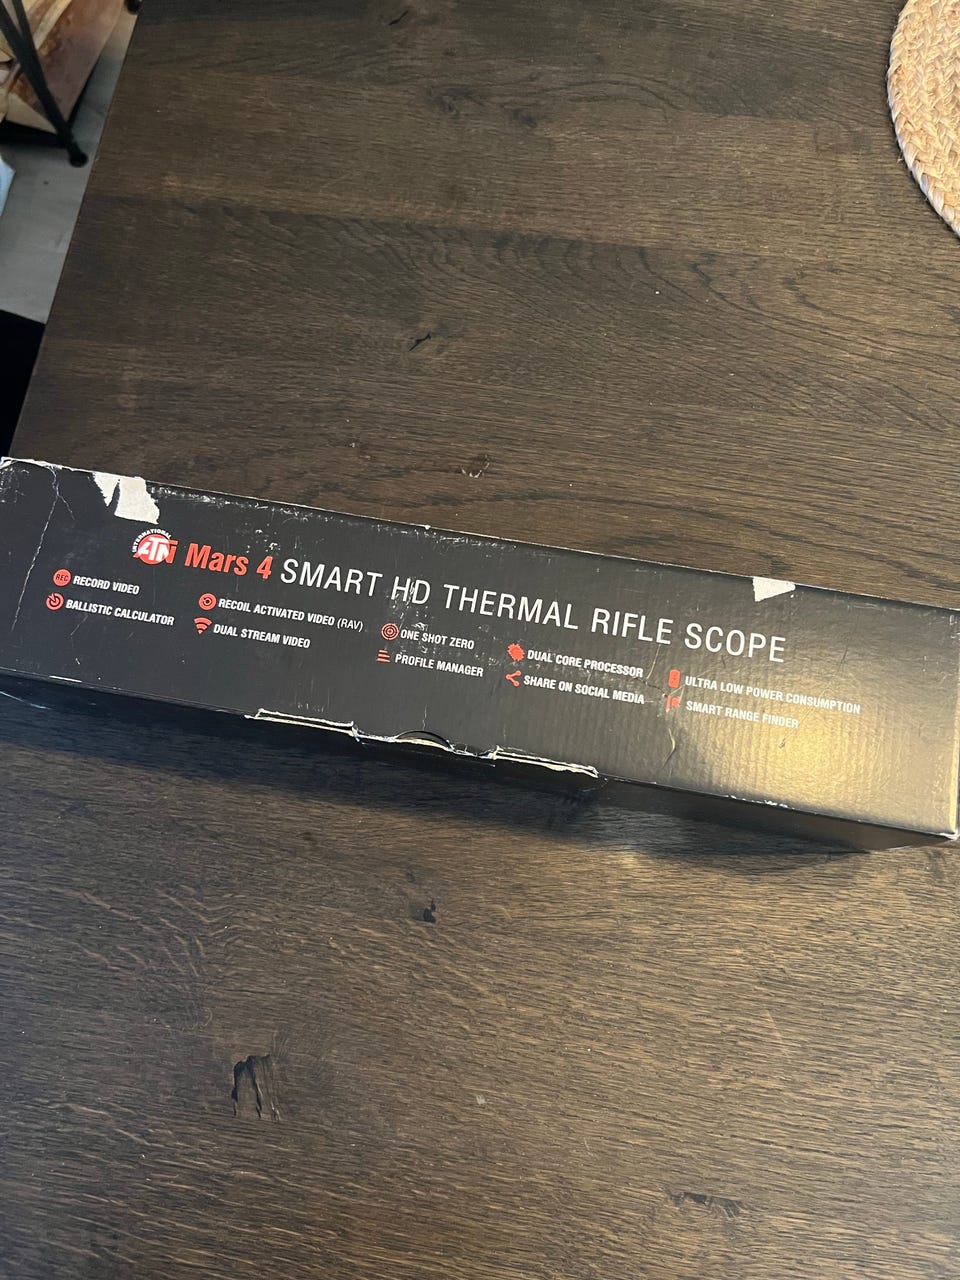 INTERNATIONAL
ATN Mars 4 SMART HD THERMAL RIFLE SCOPE
REC RECORD VIDEO
BALLISTIC CALCULATOR
RECOIL ACTIVATED VIDEO (RAV)
DUAL STREAM VIDEO
ONE SHOT ZERO
PROFILE MANAGER
DUAL CORE PROCESSOR
SHARE ON SOCIAL MEDIA
ULTRA LOW POWER CONSUMPTION
SMART RANGE FINDER